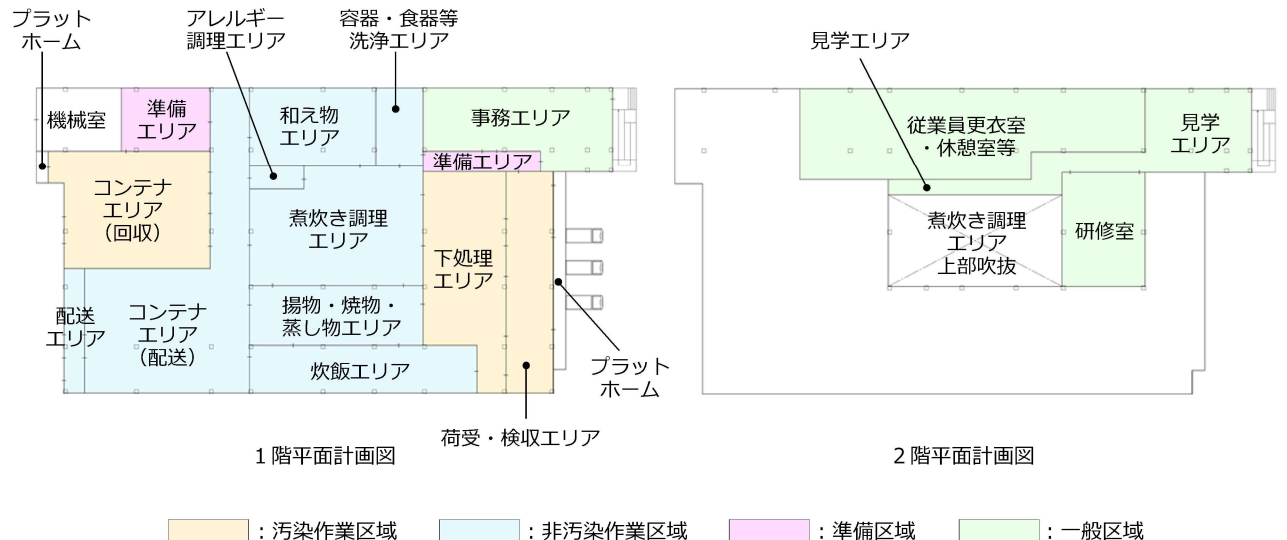 プラット
ホーム
アレルギー
調理エリア
容器・食器等
洗浄エリア
機械室
準備
エリア
和え物
エリア
事務エリア
準備エリア
コンテナ
エリア
（回収）
煮炊き調理
エリア
下処理
エリア
配送
エリア
コンテナ
エリア
（配送）
揚物・焼物・
蒸し物エリア
炊飯エリア
プラット
ホーム
荷受・検収エリア
１階平面計画図
見学エリア
従業員更衣室
・休憩室等
見学
エリア
煮炊き調理
エリア
上部吹抜
研修室
２階平面計画図
：汚染作業区域
：非汚染作業区域
：準備区域
：一般区域